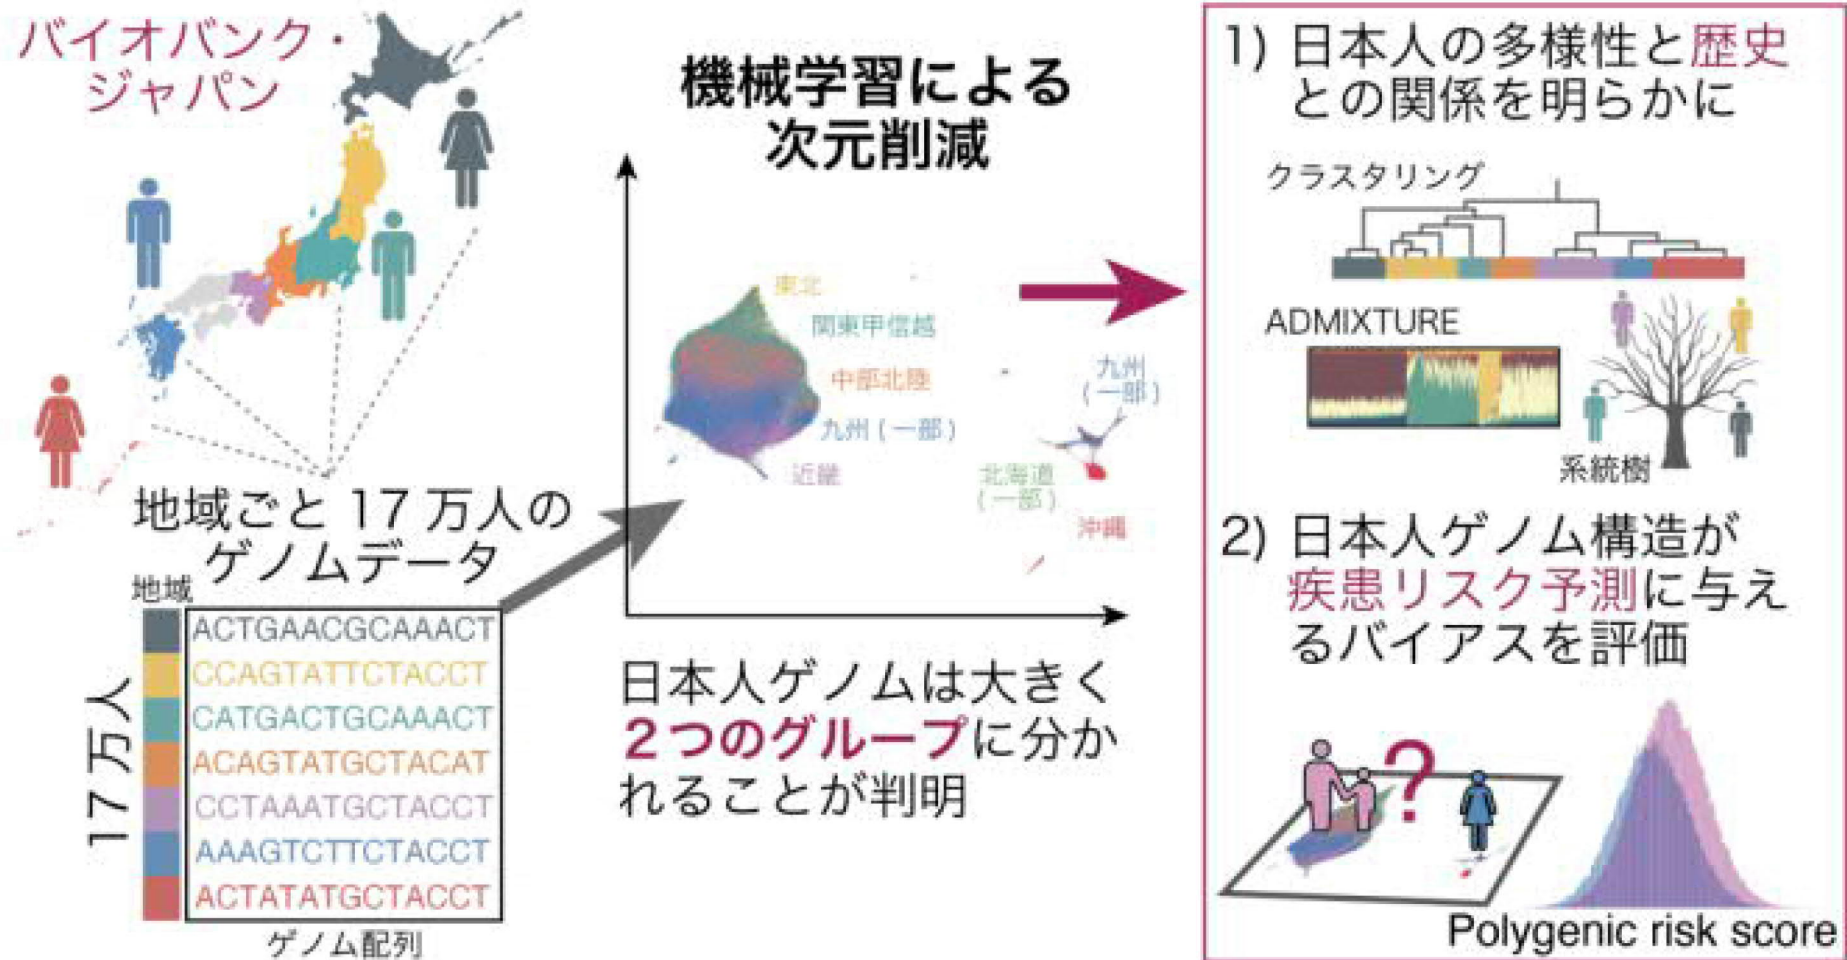 バイオバンク・
ジャパン
地域ごと 17 万人の
ゲノムデータ
地域
17 万人
ACTGAACGCAAACT
CCAGTATTCTACCT
CATGACTGCAAACT
ACAGTATGCTACAT
CCTAAATGCTACCT
AAAGTCTTCTACCT
ACTATATGCTACCT
ゲノム配列
機械学習による
次元削減
東北
関東甲信越
中部北陸
九州 ( 一部 )
近畿
九州
( 一部 )
北海道
( 一部 )
沖縄
日本人ゲノムは大きく
２つのグループに分か
れることが判明
1) 日本人の多様性と歴史
との関係を明らかに
クラスタリング
ADMIXTURE
系統樹
2) 日本人ゲノム構造が
疾患リスク予測に与え
るバイアスを評価
?
Polygenic risk score